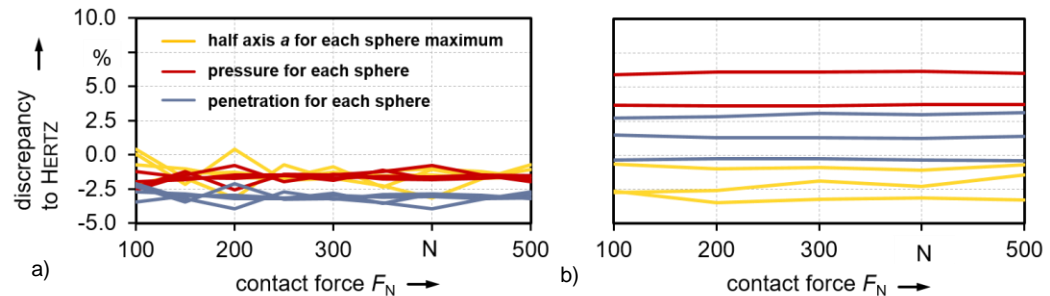 10.0
%
5.0
2.5
0.0
-2.5
-5.0
discrepancy
to HERTZ
half axis a for each sphere maximum
pressure for each sphere
penetration for each sphere
100 200 300 N 500
a)
contact force FN
100 200 300 N 500
b)
contact force FN